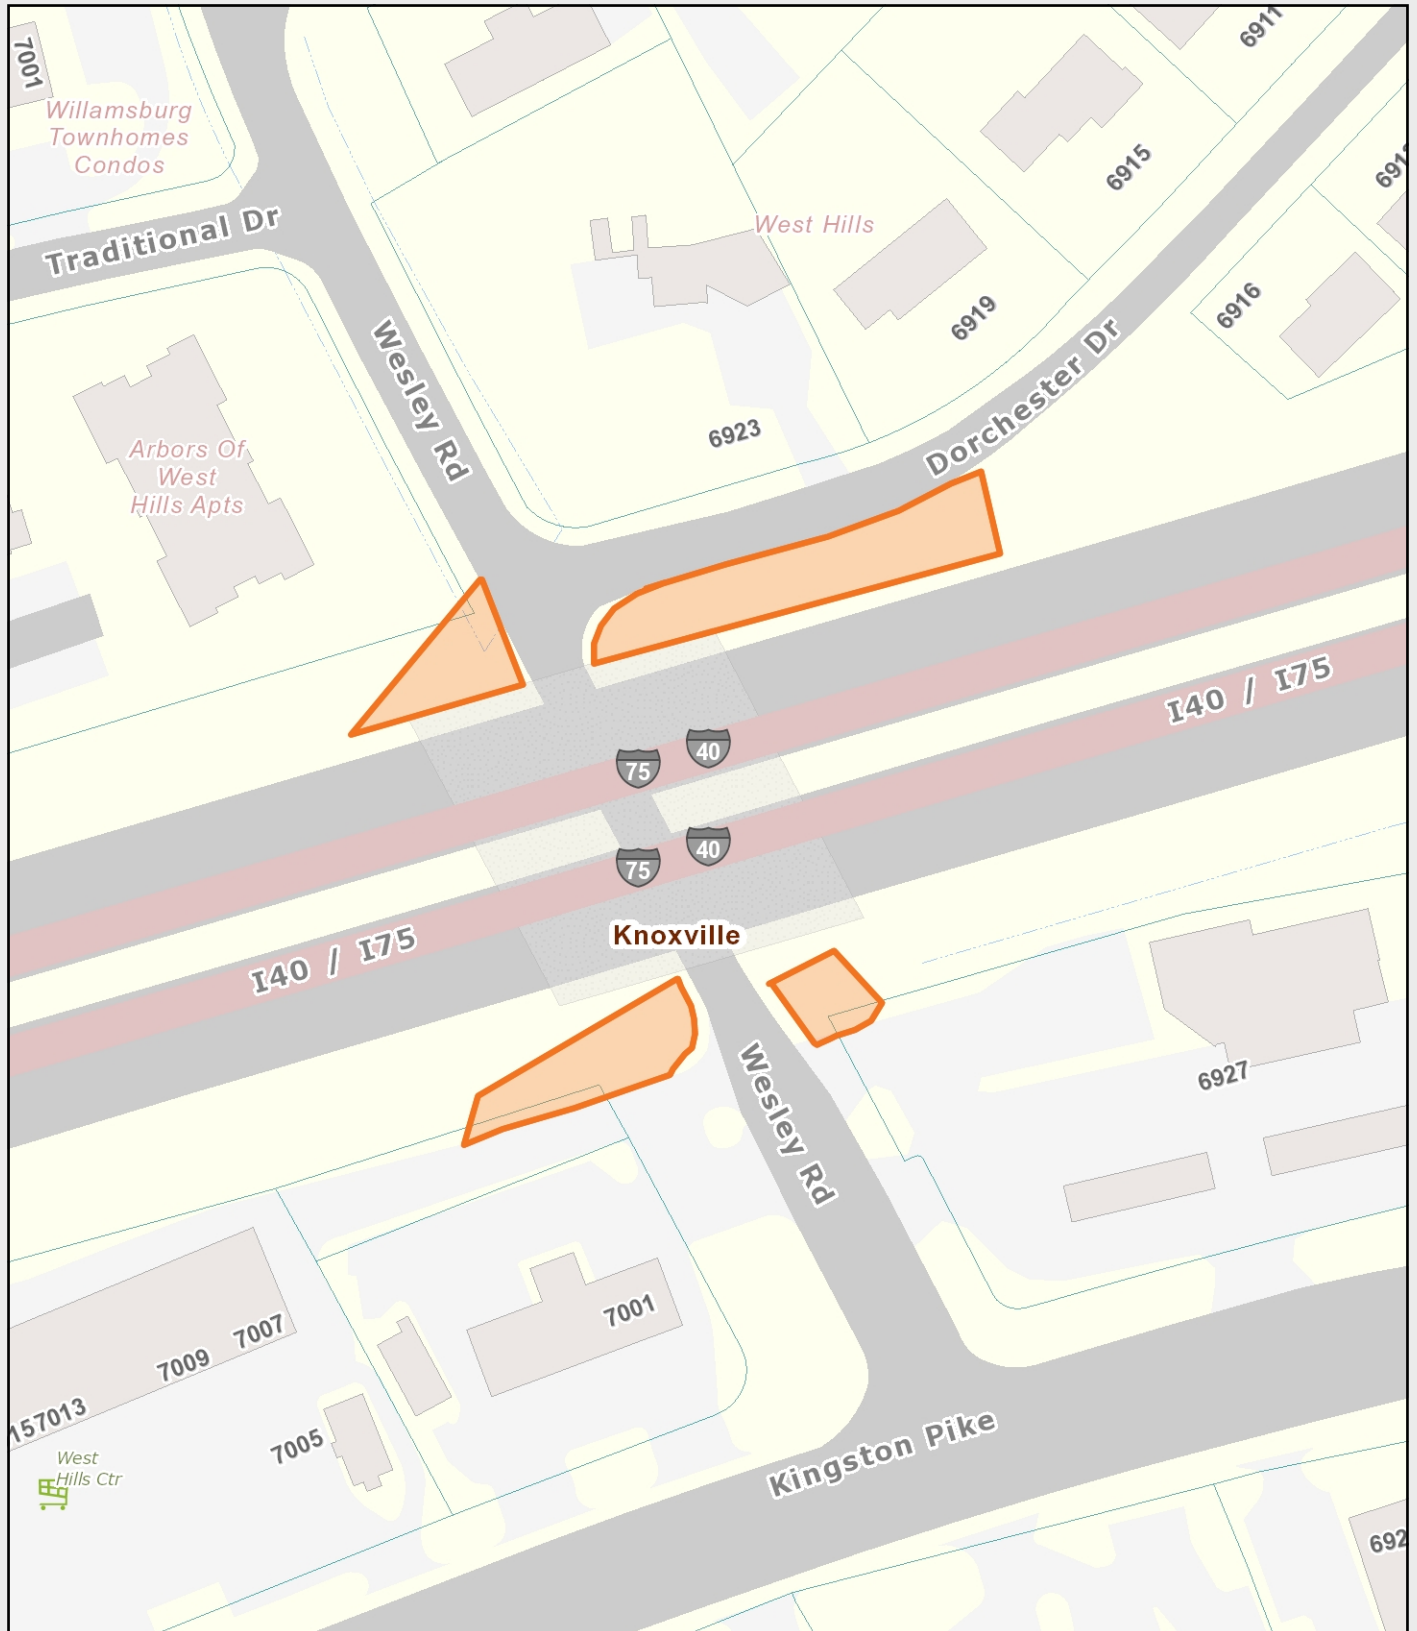 7001
6911
Willamsburg
Townhomes
Condos
6915
Traditional Dr
West Hills
6919
6916
Wesley Rd
6923
Dorchester Dr
Arbors Of
West
Hills Apts
I40 / I75
40
75
40
75
Knoxville
I40 / I75
Wesley Rd
6927
7001
7007
7009
157013
7005
West
Hills Ctr
Kingston Pike
692